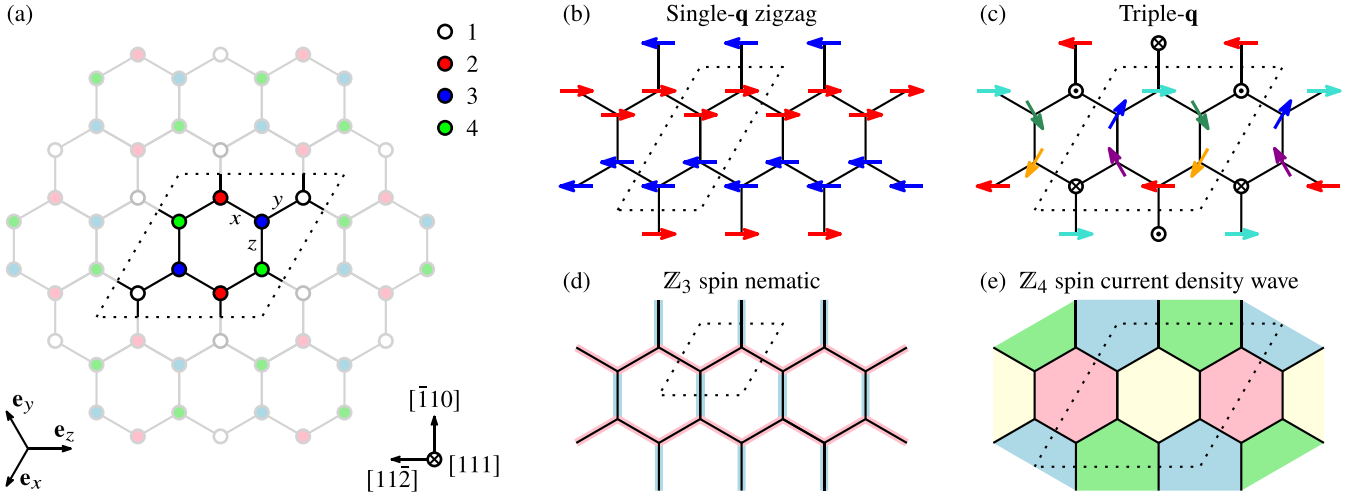 (a)
1
2
3
4
x
y
z
e_y
e_z
e_x
[1̄10]
[112̄]
[111]
(b) Single-q zigzag
(c) Triple-q
(d) ℤ₃ spin nematic
(e) ℤ₄ spin current density wave